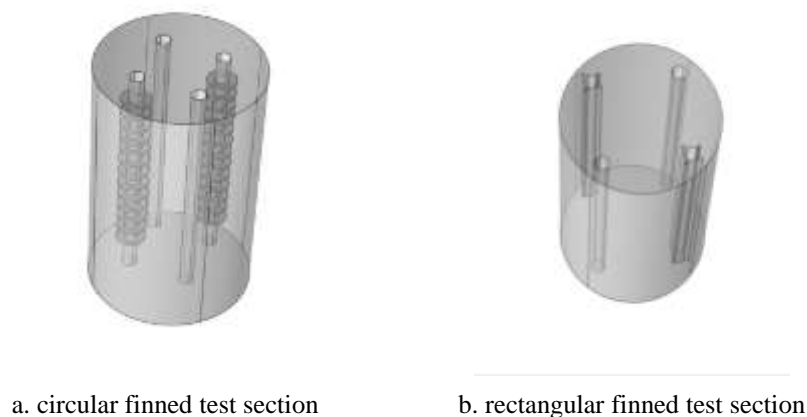 a. circular finned test section
b. rectangular finned test section